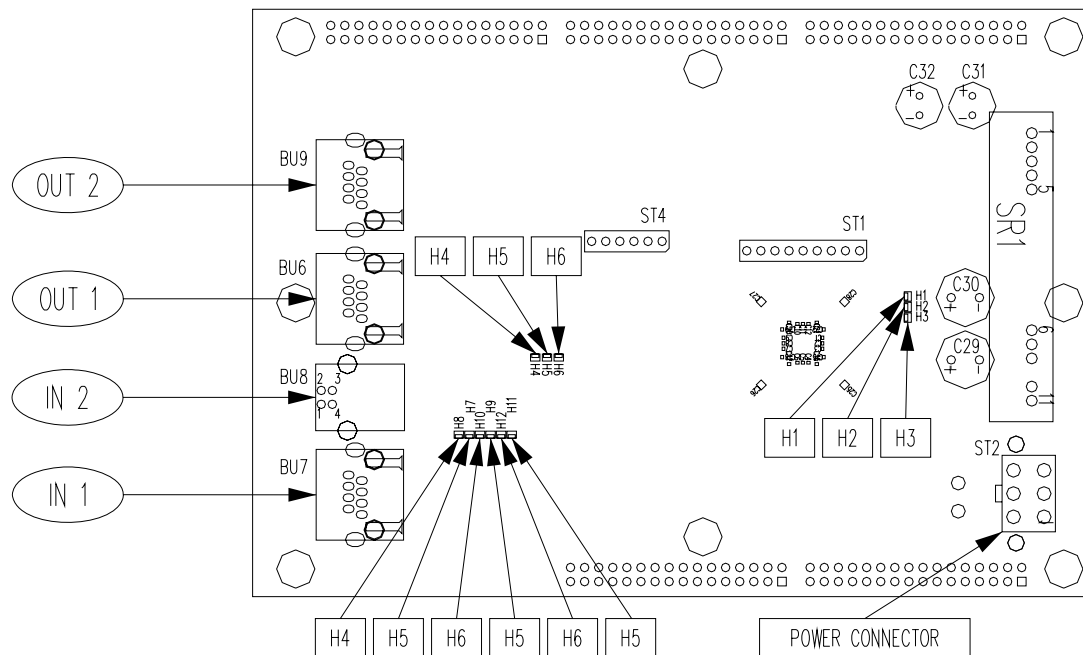 C32
C31
+
+
-
-
BU9
1
OUT 2
5
SR1
ST4
ST1
H4
H5
H6
BU6
OUT 1
C27
C30
H1
H2
H3
+
-
6
H4
H5
H6
C29
+
-
BU8
2
3
IN 2
1
4
11
H8
H7
H10
H9
H12
H11
H1
H2
H3
ST2
BU7
IN 1
1
H4
H5
H6
H5
H6
H5
POWER CONNECTOR